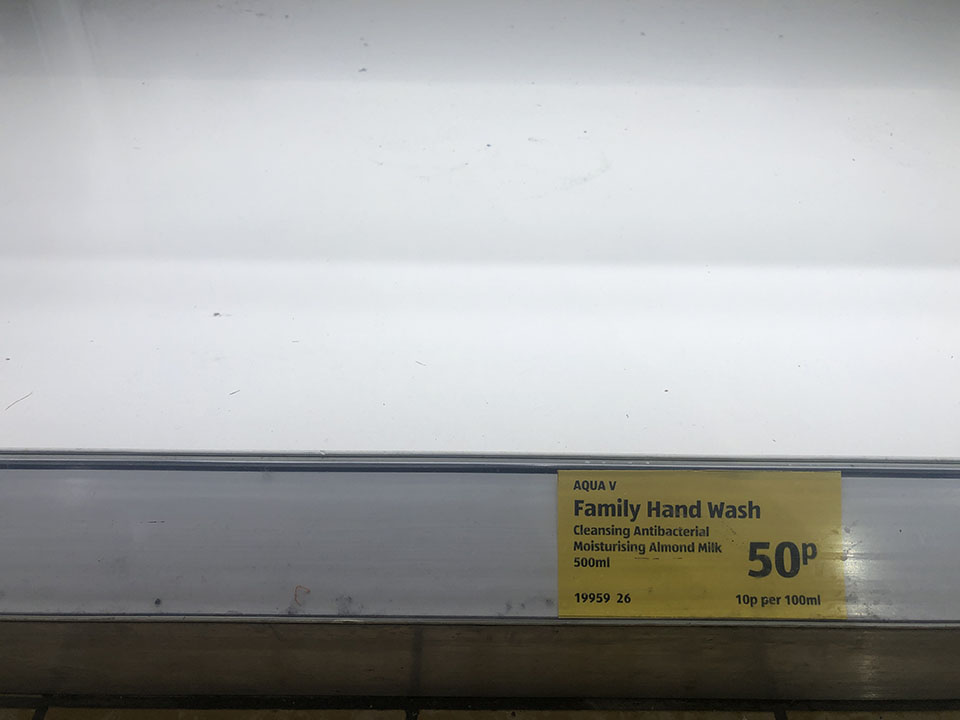 AQUA V
Family Hand Wash
Cleansing Antibacterial
Moisturising Almond Milk
500ml
50p
19959 26
10p per 100ml